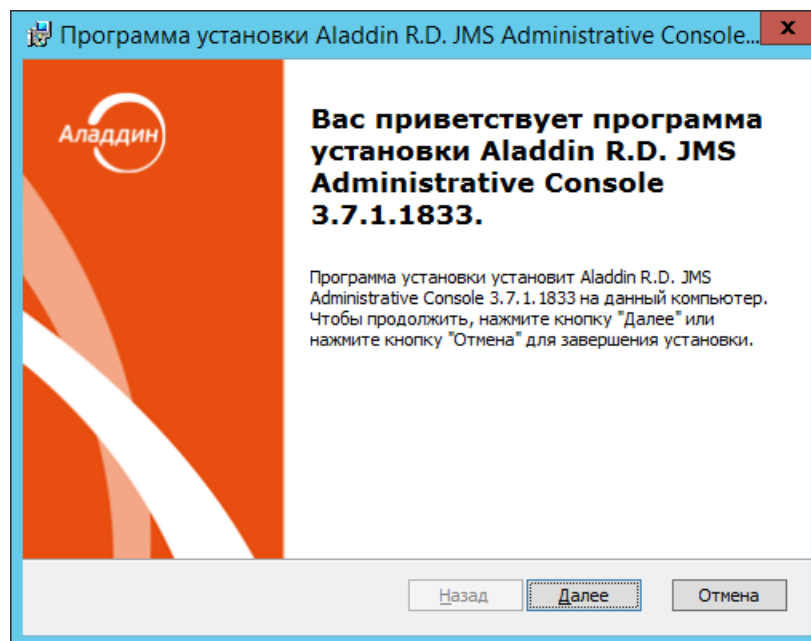 Программа установки Aladdin R.D. JMS Administrative Console...
Аладдин
Вас приветствует программа
установки Aladdin R.D. JMS
Administrative Console
3.7.1.1833.
Программа установки установит Aladdin R.D. JMS
Administrative Console 3.7.1.1833 на данный компьютер.
Чтобы продолжить, нажмите кнопку "Далее" или
нажмите кнопку "Отмена" для завершения установки.
Назад Далее Отмена